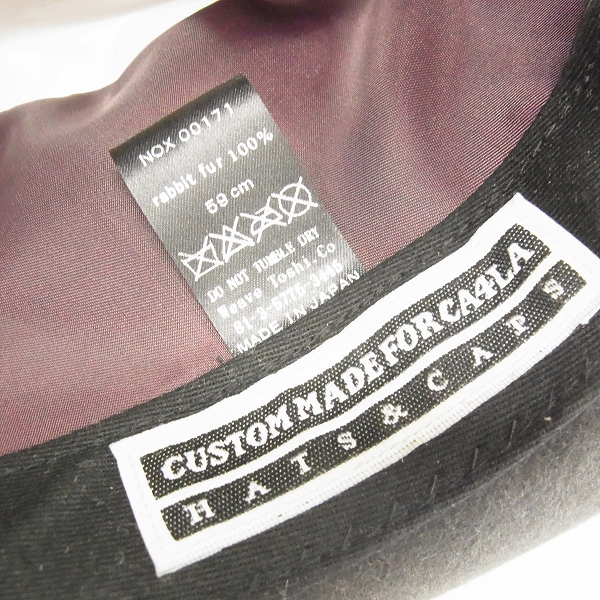 NOX 00171
rabbit fur 100%
59 cm
DO NOT TUMBLE DRY
Weave Toshi.Co
MADE IN JAPAN
CUSTOM MADE FOR CA4LA
HATS & CAPS